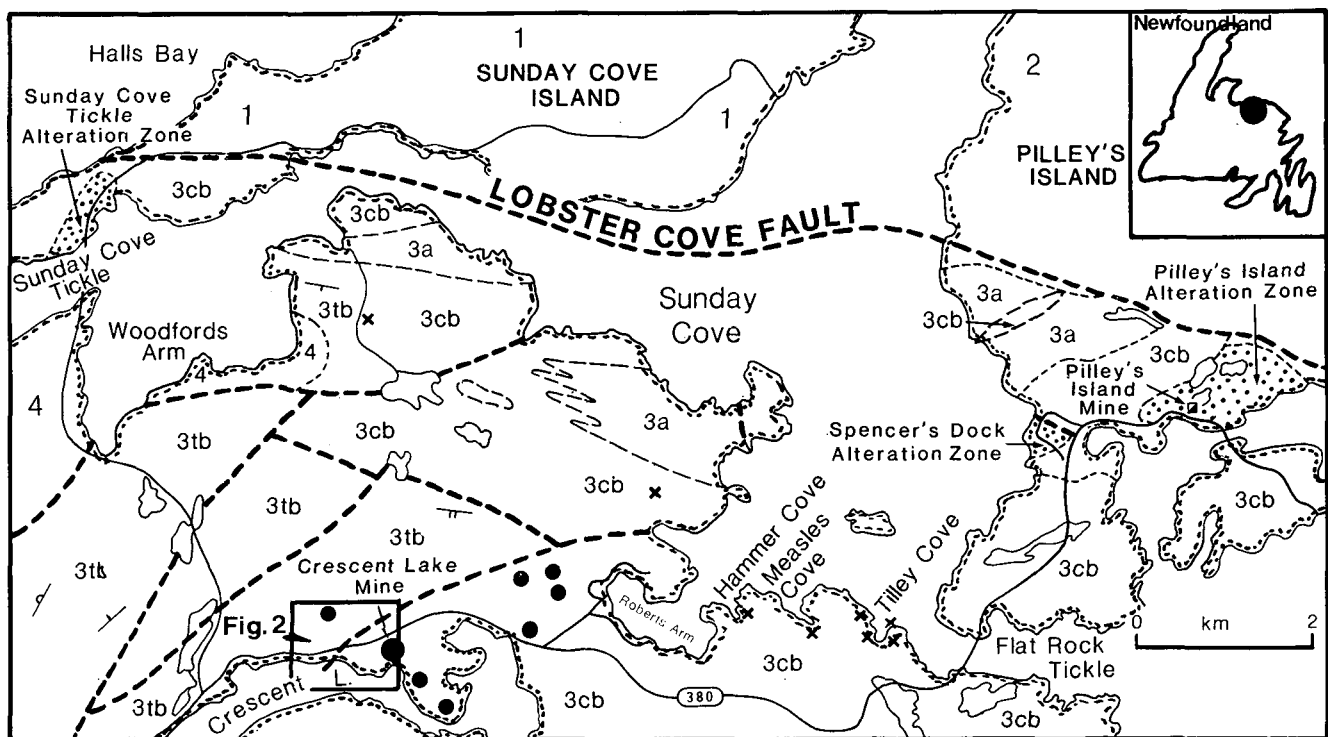 Halls Bay
1
SUNDAY COVE
ISLAND
2
Newfoundland
Sunday Cove
Tickle
Alteration Zone
1
1
PILLEY'S
ISLAND
3cb
LOBSTER COVE FAULT
3cb
3a
Sunday Cove
Tickle
Pilley's Island
Alteration Zone
3a
3cb
3a
3cb
Sunday
Cove
Woodfords
Arm
3tb
3cb
4
4
4
Pilley's
Island
Mine
3tb
3cb
3a
Spencer's Dock
Alteration Zone
3cb
3cb
3tb
3tb
Crescent Lake
Mine
Hammer Cove
Measles
Cove
Tilley Cove
3cb
Roberts Arm
Fig. 2
0 km 2
Flat Rock
Tickle
3cb
3tb
Crescent L.
3cb
380
3cb